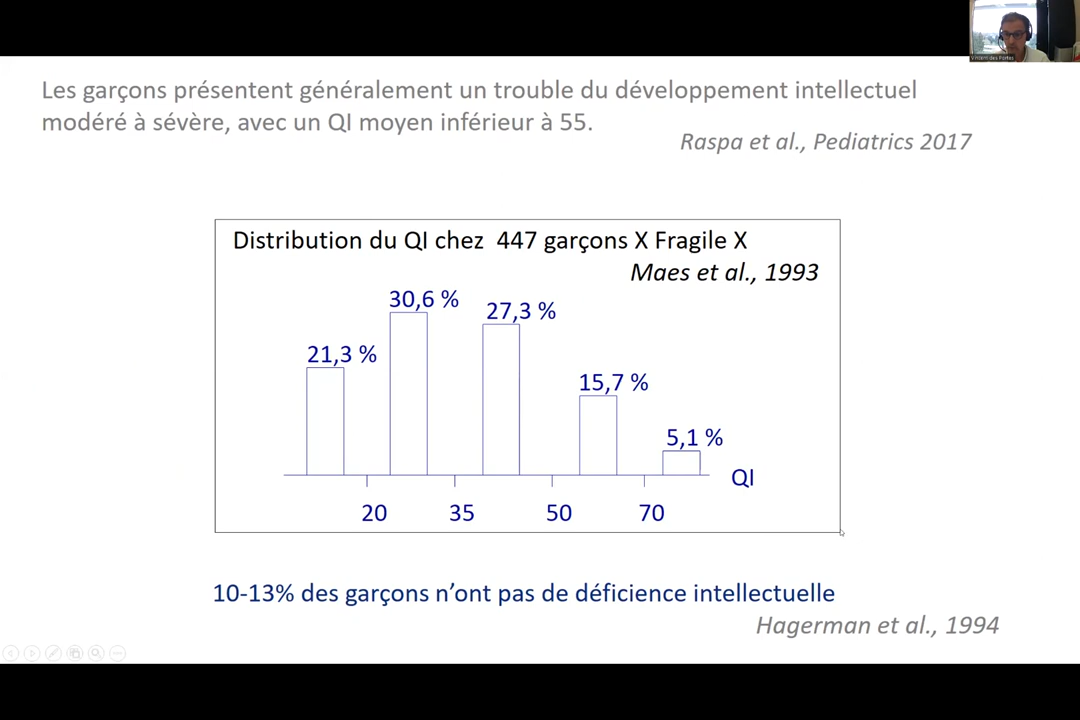 Les garçons présentent généralement un trouble du développement intellectuel
modéré à sévère, avec un QI moyen inférieur à 55.
Raspa et al., Pediatrics 2017
Distribution du QI chez 447 garçons X Fragile X
Maes et al., 1993
30,6 %
27,3 %
21,3 %
15,7 %
5,1 %
QI
20 35 50 70
10-13% des garçons n'ont pas de déficience intellectuelle
Hagerman et al., 1994